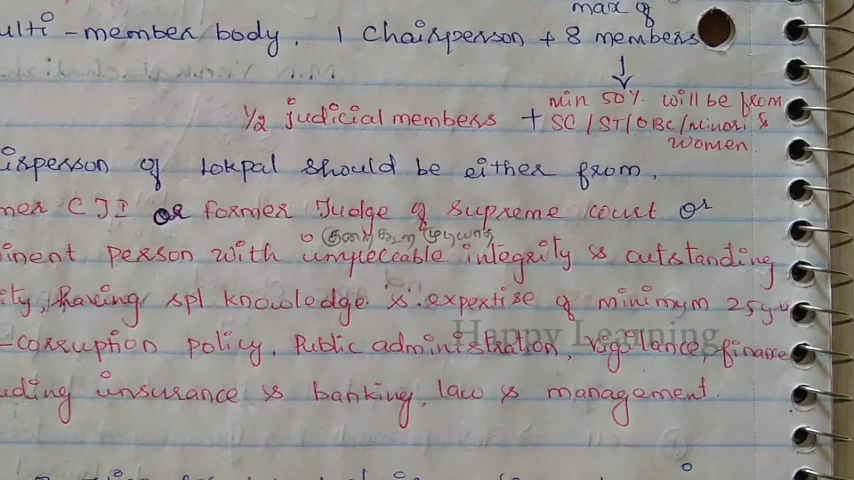 max of
ulti-member body. 1 Chairperson + 8 members
1/2 judicial members + min 50% will be from
SC/ST/OBC/minori &
women
irperson of Lokpal should be either from,
mer CJI or former Judge of supreme court or
குறைகூற முடியாத
inent person with impeccable integrity & outstanding
ity, having spl knowledge & expertise of minimum 25y
-corruption policy, Public administration, vigilance, finance
Happy Learning
uding insurance & banking, law & management.